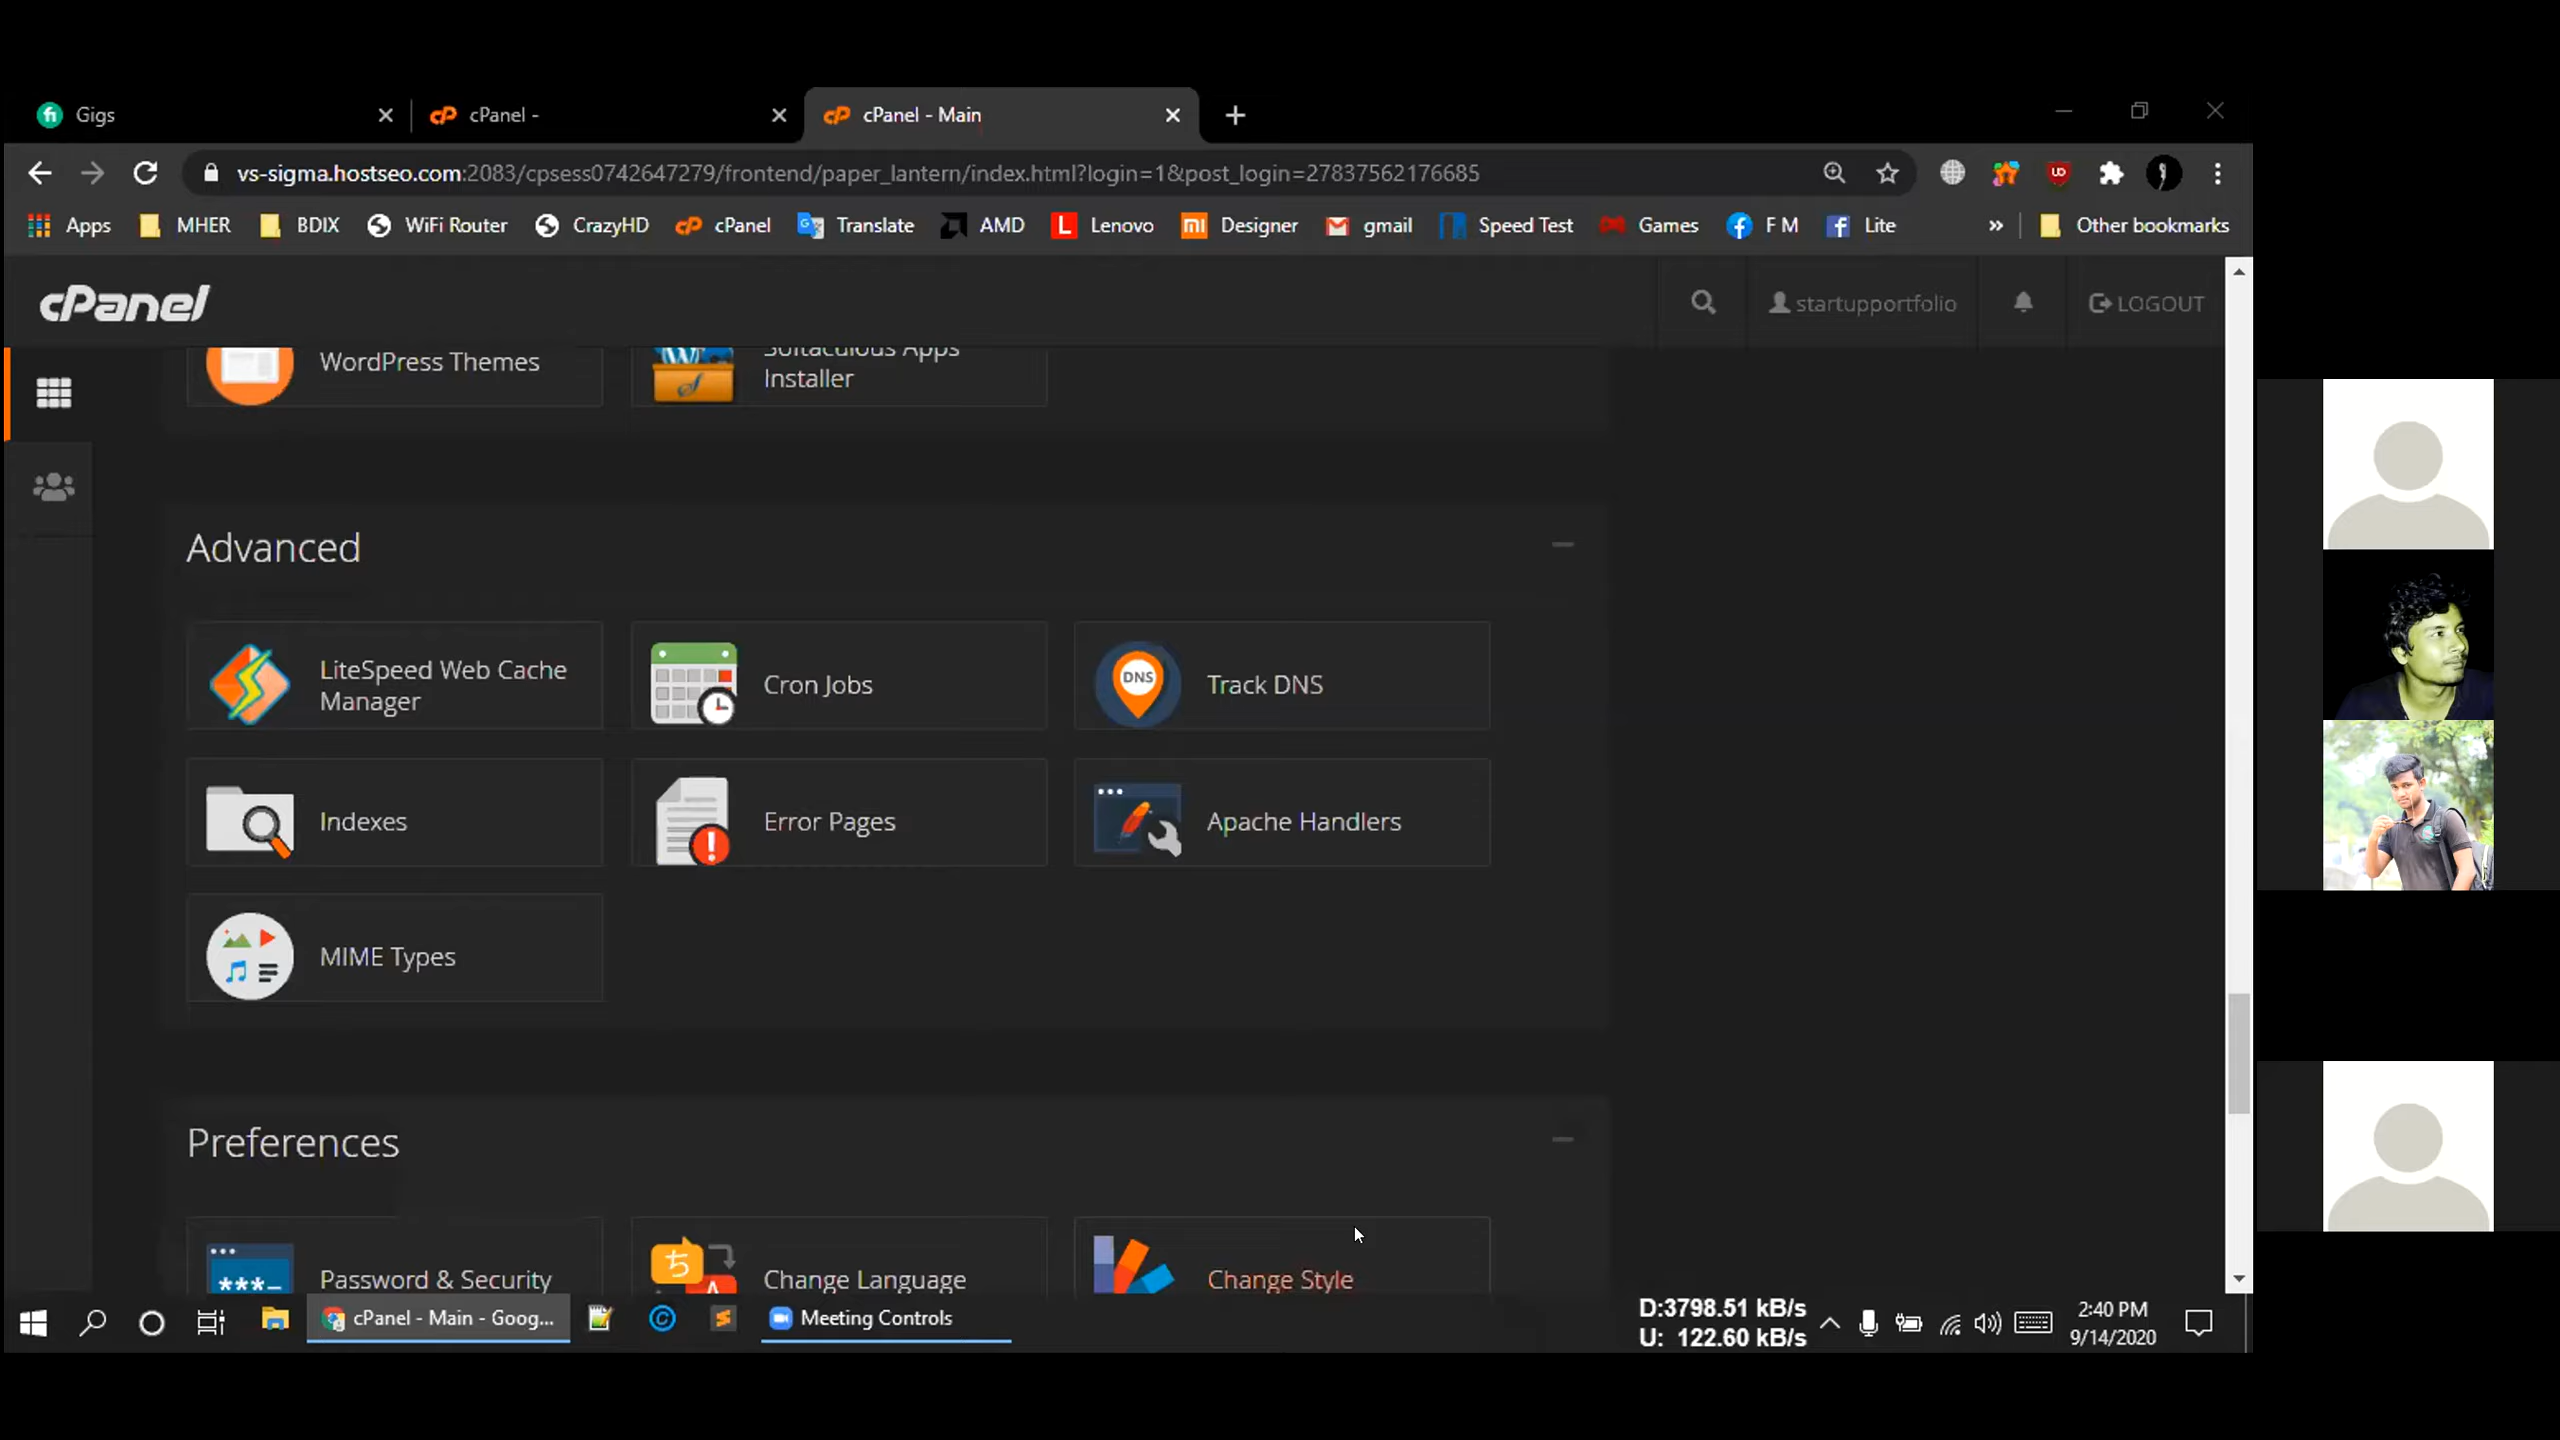 Gigs
cPanel -
cPanel - Main
vs-sigma.hostseo.com:2083/cpsess0742647279/frontend/paper_lantern/index.html?login=1&post_login=27837562176685
Apps MHER BDIX WiFi Router CrazyHD cPanel Translate AMD Lenovo Designer gmail Speed Test Games F M Lite » Other bookmarks
cPanel
startupportfolio
LOGOUT
WordPress Themes
Softaculous Apps
Installer
Advanced
LiteSpeed Web Cache
Manager
Cron Jobs
DNS
Track DNS
Indexes
Error Pages
Apache Handlers
MIME Types
Preferences
***_
Password & Security
ち
A
Change Language
Change Style
cPanel - Main - Goog...
Meeting Controls
D:3798.51 kB/s
U: 122.60 kB/s
2:40 PM
9/14/2020